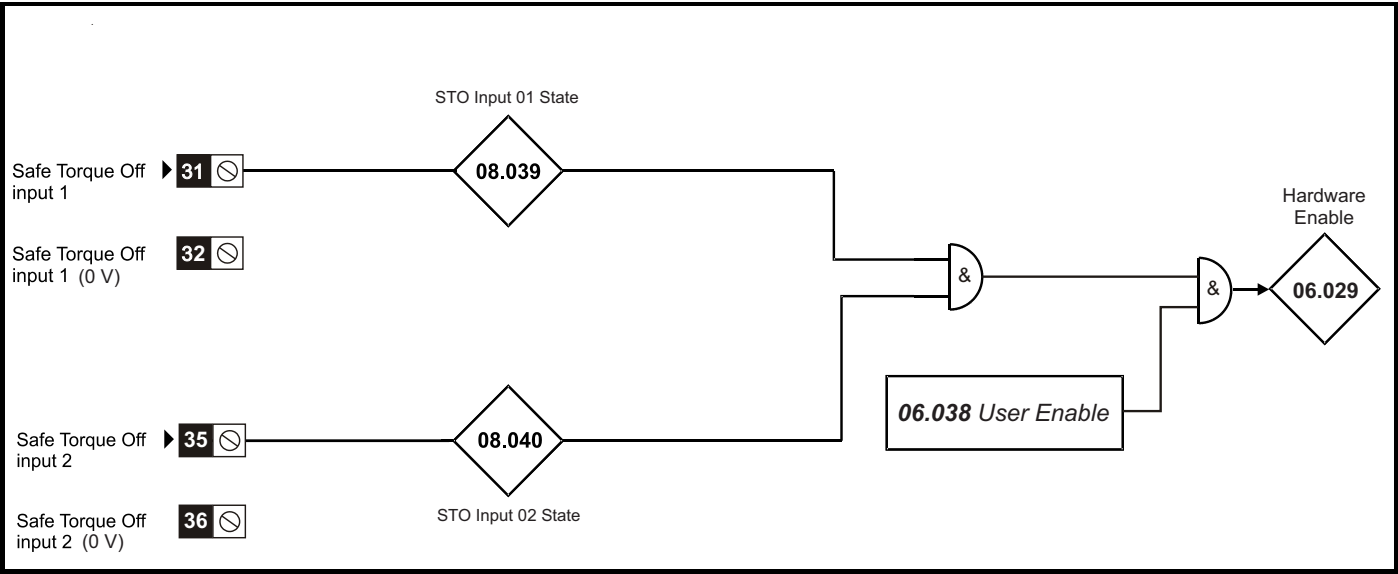 STO Input 01 State
Safe Torque Off
input 1
31
08.039
Hardware
Enable
Safe Torque Off
input 1 (0 V)
32
&
&
06.029
06.038 User Enable
Safe Torque Off
input 2
35
08.040
STO Input 02 State
Safe Torque Off
input 2 (0 V)
36